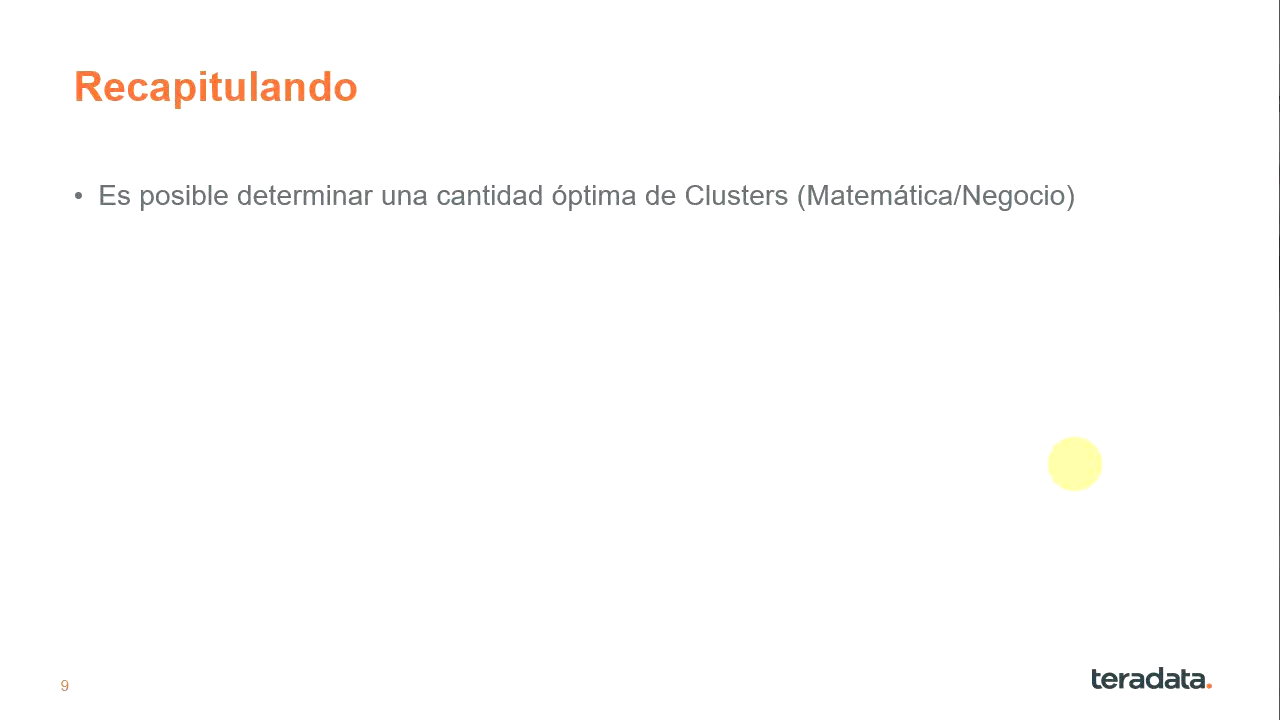 Recapitulando
• Es posible determinar una cantidad óptima de Clusters (Matemática/Negocio)
9
teradata.